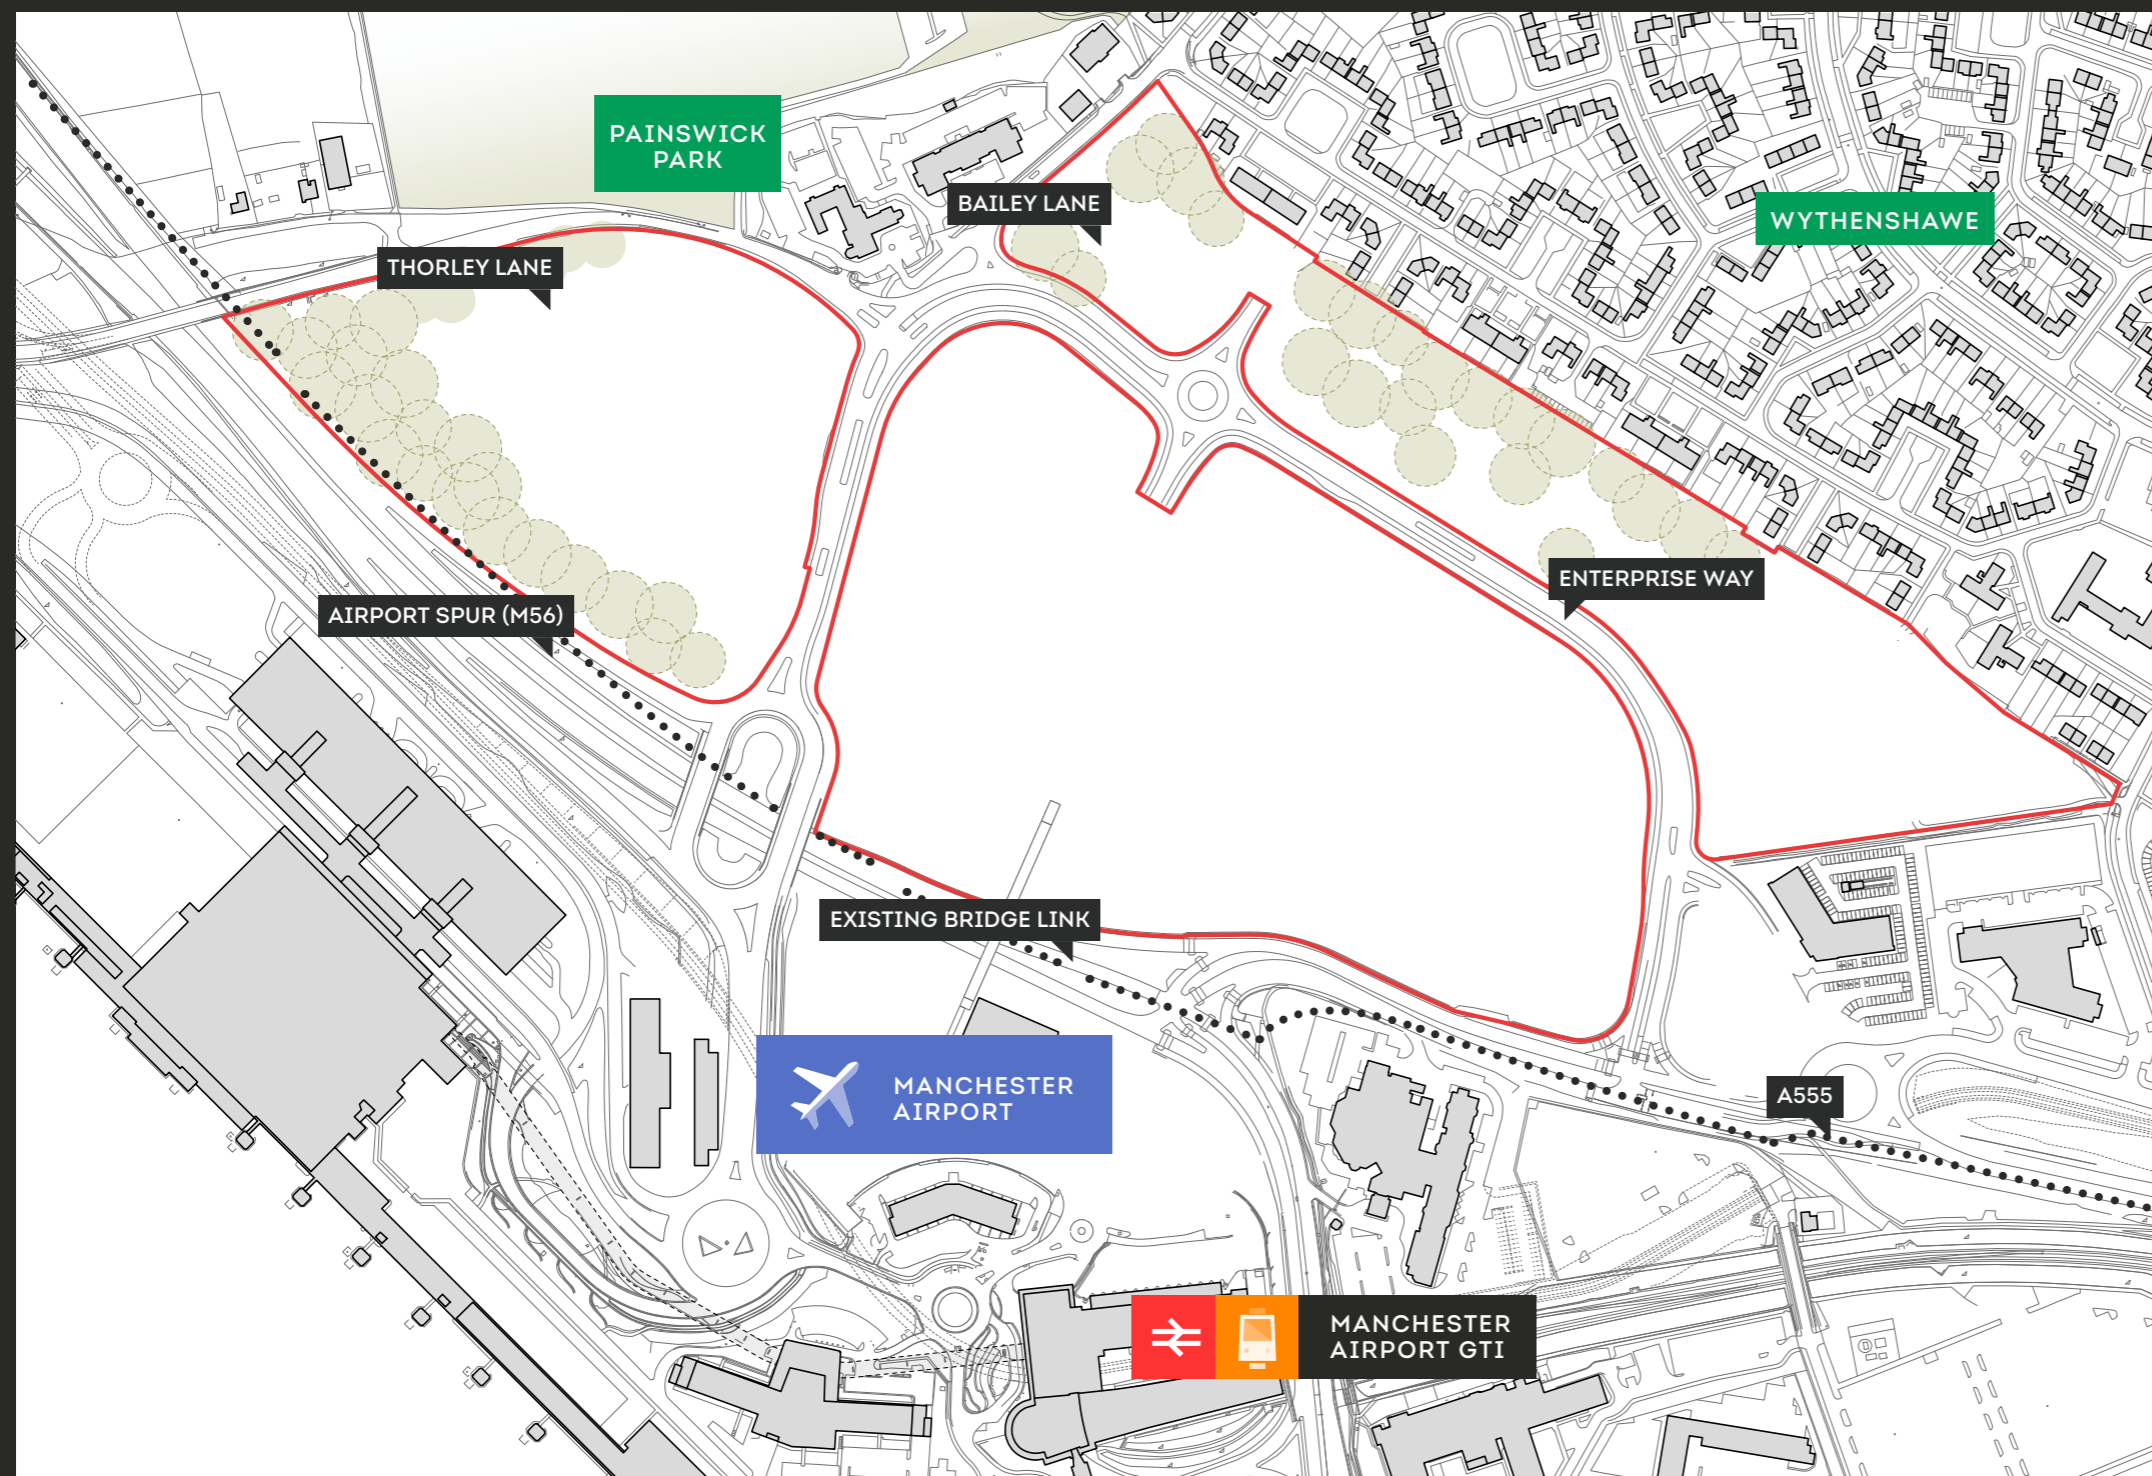 PAINSWICK
PARK
BAILEY LANE
WYTHENSHAWE
THORLEY LANE
ENTERPRISE WAY
AIRPORT SPUR (M56)
EXISTING BRIDGE LINK
MANCHESTER
AIRPORT
A555
MANCHESTER
AIRPORT GTI